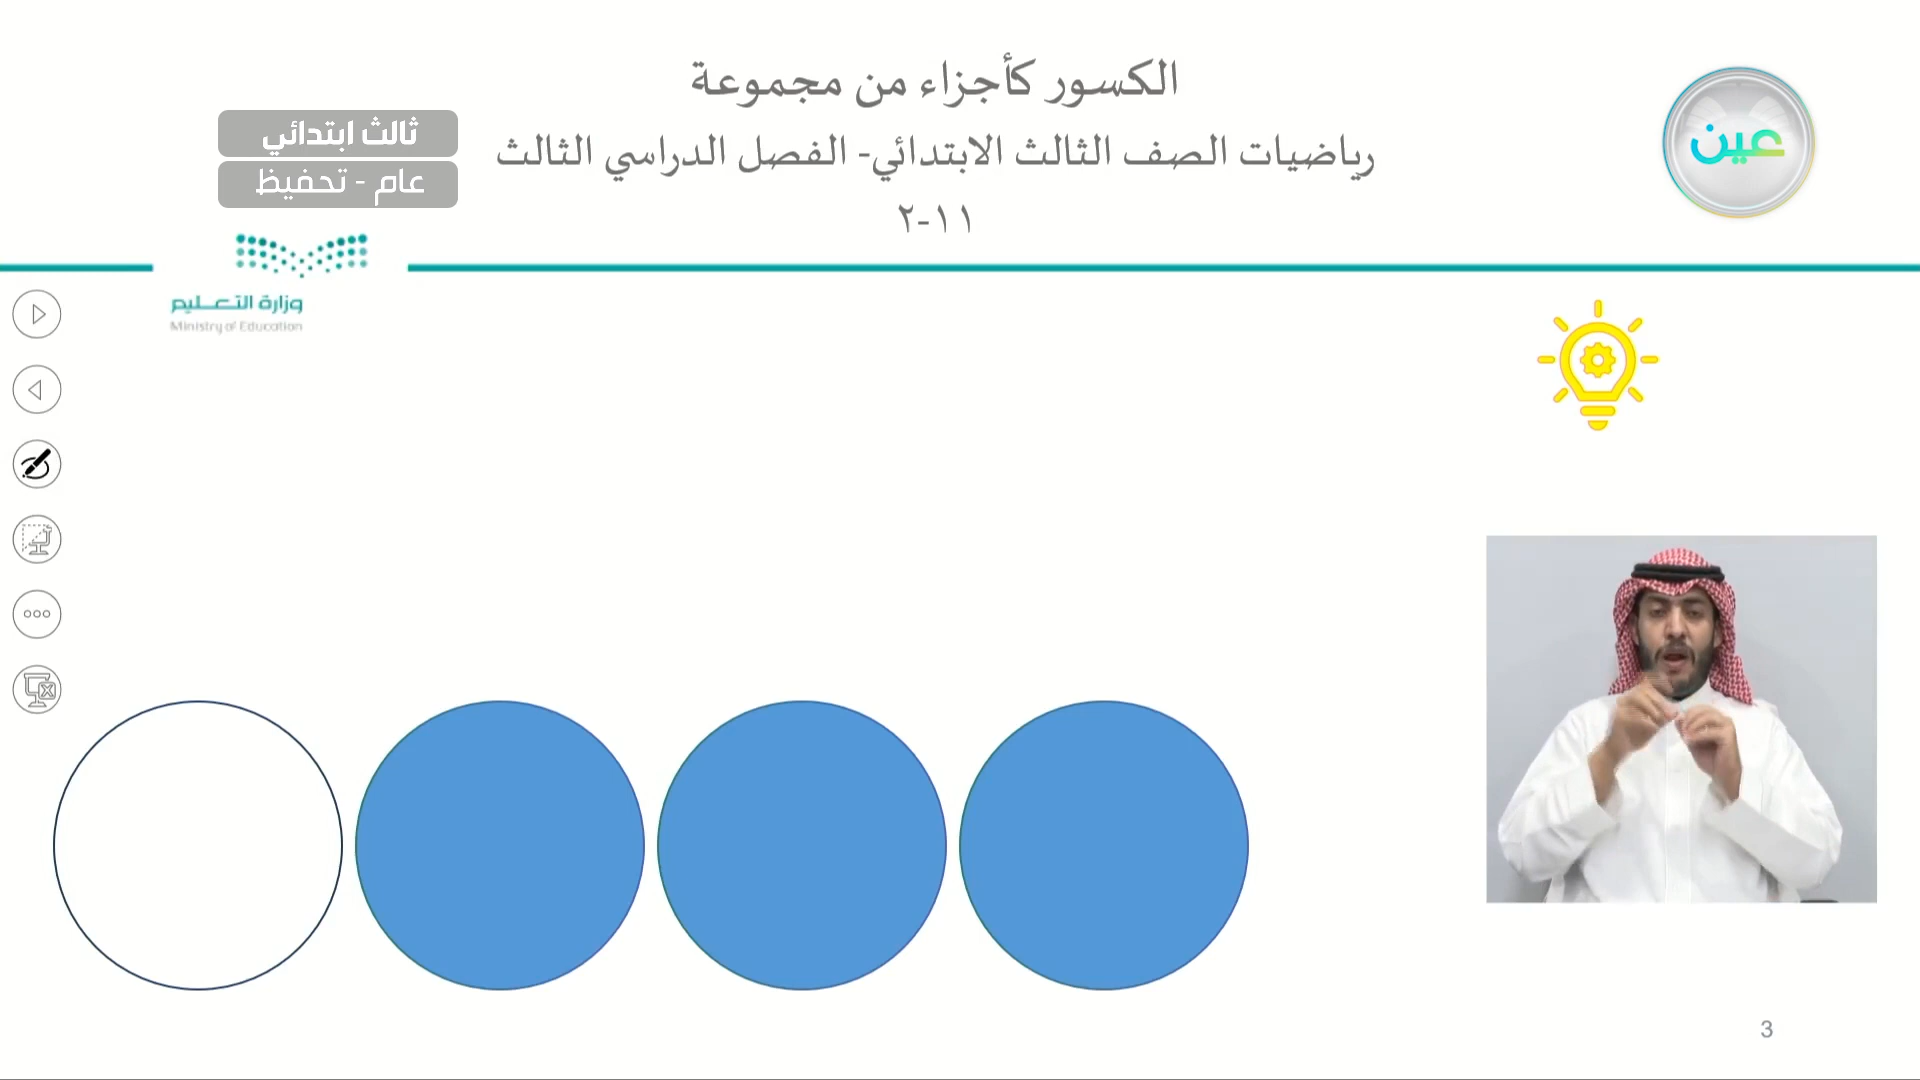 الكسور كأجزاء من مجموعة
رياضيات الصف الثالث الابتدائي- الفصل الدراسي الثالث
١١-٢
عين
ثالث ابتدائي
عام - تحفيظ
وزارة التعليم
Ministry of Education
3